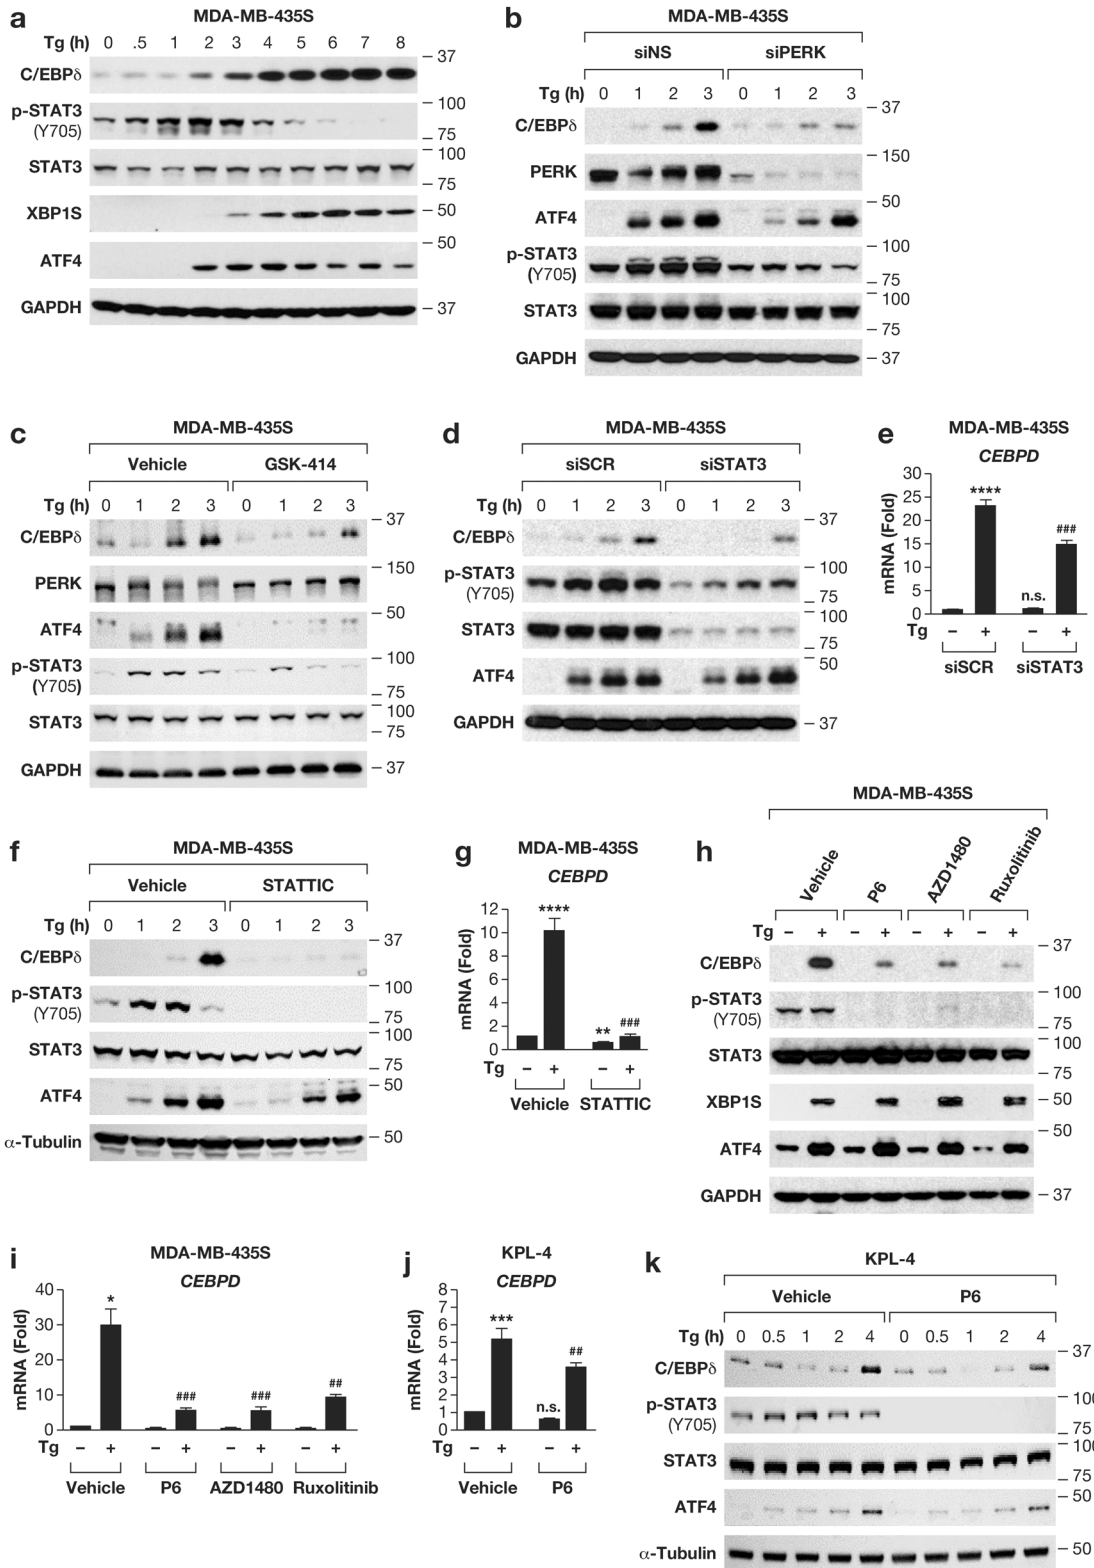 a
MDA-MB-435S
Tg (h) 0 .5 1 2 3 4 5 6 7 8
C/EBPδ
– 37
p-STAT3
(Y705)
– 100
– 75
STAT3
– 100
– 75
XBP1S
– 50
ATF4
– 50
GAPDH
– 37
b
MDA-MB-435S
siNS siPERK
Tg (h) 0 1 2 3 0 1 2 3
C/EBPδ
– 37
PERK
– 150
ATF4
– 50
p-STAT3
(Y705)
– 100
– 75
STAT3
– 100
– 75
GAPDH
– 37
c
MDA-MB-435S
Vehicle GSK-414
Tg (h) 0 1 2 3 0 1 2 3
C/EBPδ
– 37
PERK
– 150
ATF4
– 50
p-STAT3
(Y705)
– 100
– 75
STAT3
– 100
– 75
GAPDH
– 37
d
MDA-MB-435S
siSCR siSTAT3
Tg (h) 0 1 2 3 0 1 2 3
C/EBPδ
– 37
p-STAT3
(Y705)
– 100
– 75
STAT3
– 100
– 75
ATF4
– 50
GAPDH
– 37
e
MDA-MB-435S
CEBPD
mRNA (Fold)
30
25
20
15
10
5
0
****
n.s.
###
Tg – + – +
siSCR siSTAT3
f
MDA-MB-435S
Vehicle STATTIC
Tg (h) 0 1 2 3 0 1 2 3
C/EBPδ
– 37
p-STAT3
(Y705)
– 100
– 75
STAT3
– 100
– 75
ATF4
– 50
α-Tubulin
– 50
g
MDA-MB-435S
CEBPD
mRNA (Fold)
12
10
8
6
4
2
0
****
**
###
Tg – + – +
Vehicle STATTIC
h
MDA-MB-435S
Vehicle P6 AZD1480 Ruxolitinib
Tg – + – + – + – +
C/EBPδ
– 37
p-STAT3
(Y705)
– 100
– 75
STAT3
– 100
– 75
XBP1S
– 50
ATF4
– 50
GAPDH
– 37
i
MDA-MB-435S
CEBPD
mRNA (Fold)
40
30
20
10
0
*
###
###
##
Tg – + – + – + – +
Vehicle P6 AZD1480 Ruxolitinib
j
KPL-4
CEBPD
mRNA (Fold)
8
7
6
5
4
3
2
1
0
***
n.s.
##
Tg – + – +
Vehicle P6
k
KPL-4
Vehicle P6
Tg (h) 0 0.5 1 2 4 0 0.5 1 2 4
C/EBPδ
– 37
p-STAT3
(Y705)
– 100
– 75
STAT3
– 100
– 75
ATF4
– 50
α-Tubulin
– 50